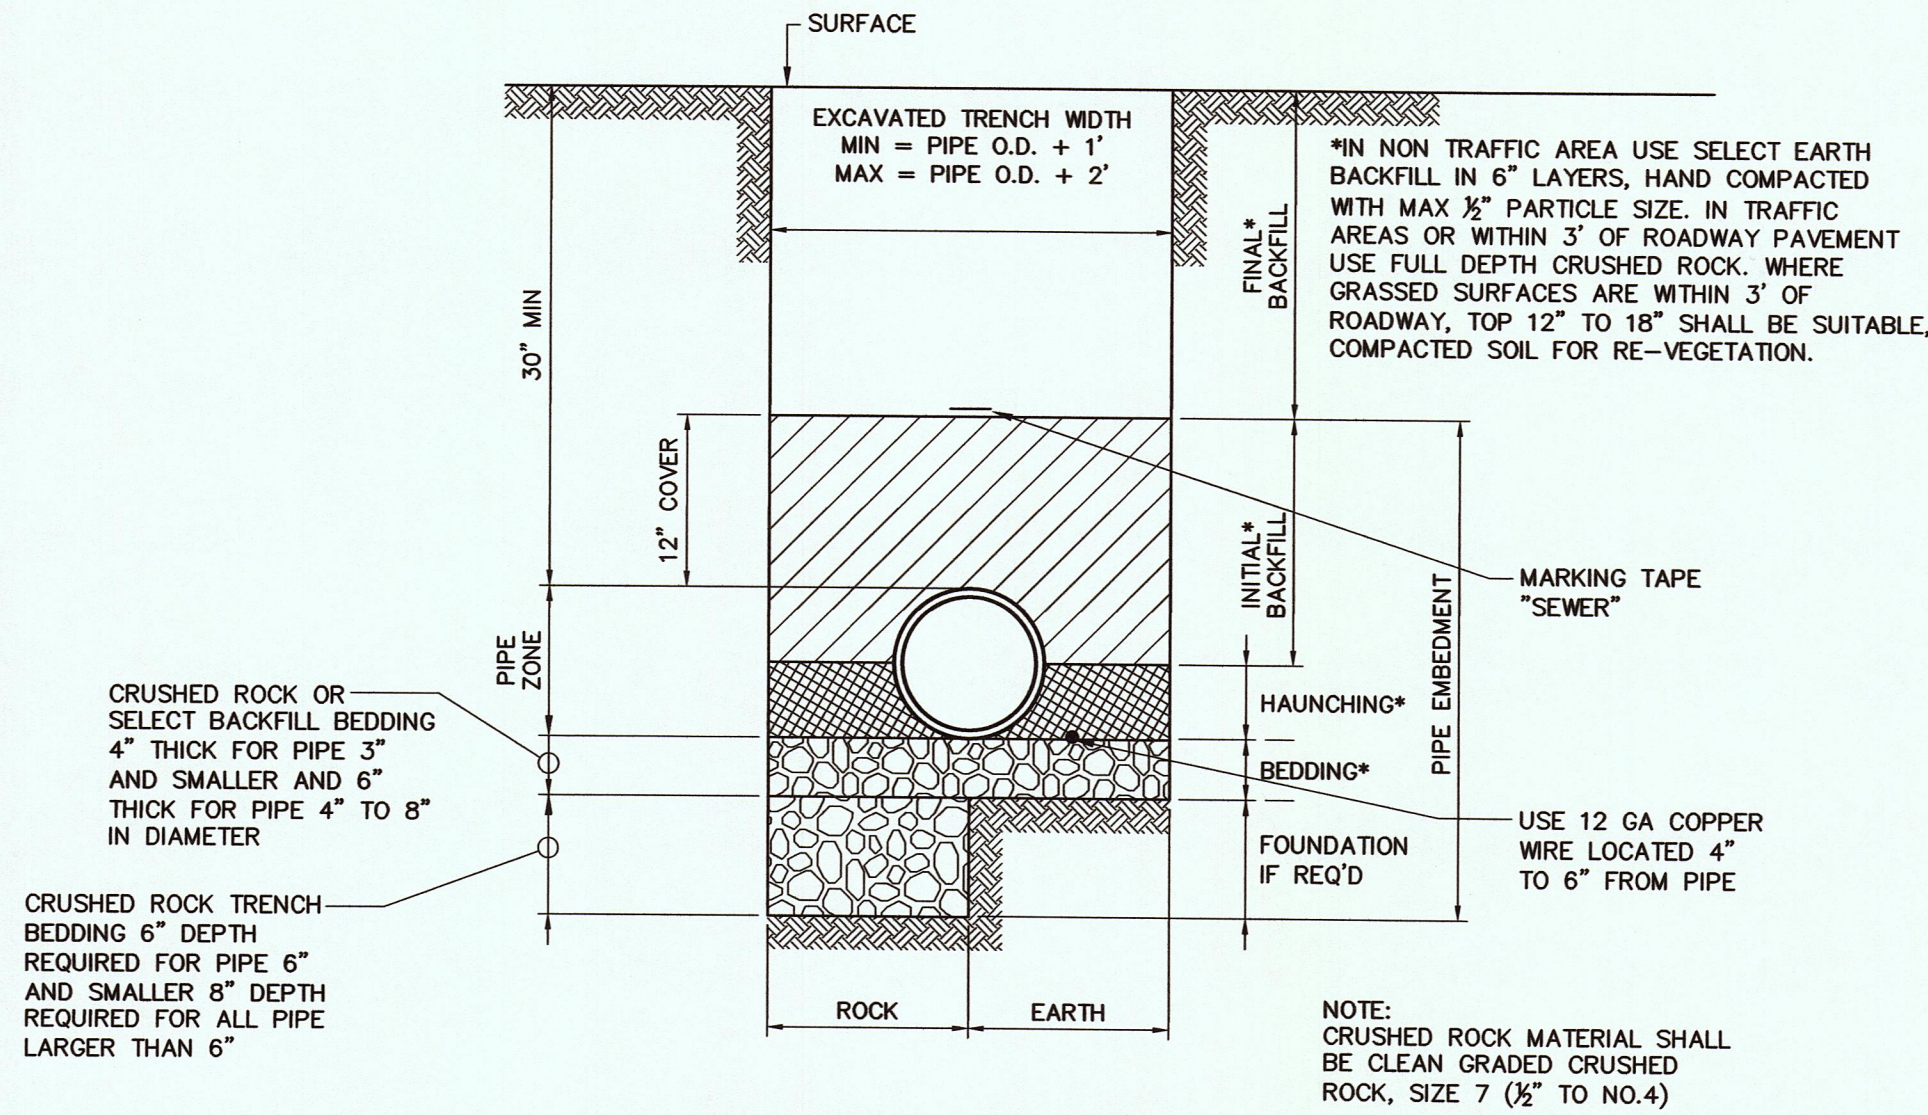 SURFACE
EXCAVATED TRENCH WIDTH
MIN = PIPE O.D. + 1'
MAX = PIPE O.D. + 2'
*IN NON TRAFFIC AREA USE SELECT EARTH
BACKFILL IN 6" LAYERS, HAND COMPACTED
WITH MAX ½" PARTICLE SIZE. IN TRAFFIC
AREAS OR WITHIN 3' OF ROADWAY PAVEMENT
USE FULL DEPTH CRUSHED ROCK. WHERE
GRASSED SURFACES ARE WITHIN 3' OF
ROADWAY, TOP 12" TO 18" SHALL BE SUITABLE,
COMPACTED SOIL FOR RE-VEGETATION.
FINAL*
BACKFILL
30" MIN
12" COVER
INITIAL*
BACKFILL
PIPE EMBEDMENT
MARKING TAPE
"SEWER"
PIPE
ZONE
HAUNCHING*
BEDDING*
FOUNDATION
IF REQ'D
CRUSHED ROCK OR
SELECT BACKFILL BEDDING
4" THICK FOR PIPE 3"
AND SMALLER AND 6"
THICK FOR PIPE 4" TO 8"
IN DIAMETER
USE 12 GA COPPER
WIRE LOCATED 4"
TO 6" FROM PIPE
CRUSHED ROCK TRENCH
BEDDING 6" DEPTH
REQUIRED FOR PIPE 6"
AND SMALLER 8" DEPTH
REQUIRED FOR ALL PIPE
LARGER THAN 6"
ROCK
EARTH
NOTE:
CRUSHED ROCK MATERIAL SHALL
BE CLEAN GRADED CRUSHED
ROCK, SIZE 7 (½" TO NO.4)